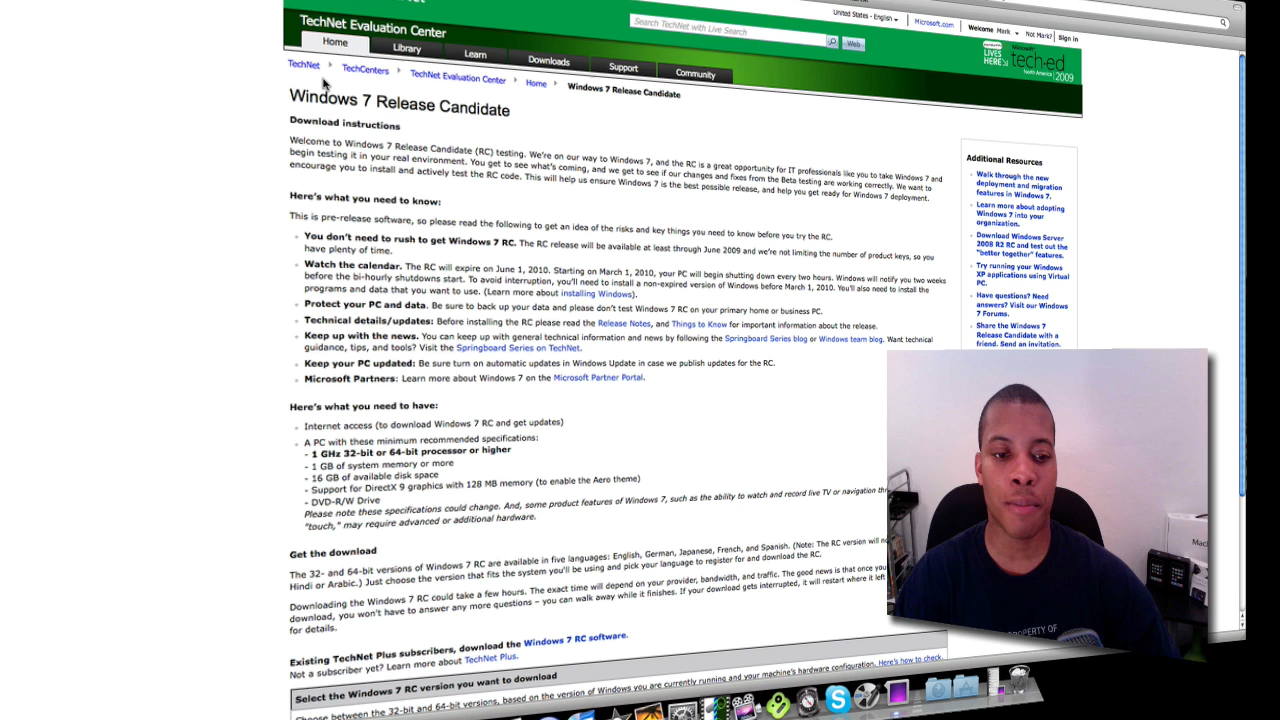 United States - English
Microsoft.com
Welcome Mark
Not Mark?
Sign in
TechNet Evaluation Center
Search TechNet with Live Search
Web
LIVES HERE
Microsoft
tech·ed
North America
2009
Home
Library
Learn
Downloads
Support
Community
TechNet
TechCenters
TechNet Evaluation Center
Home
Windows 7 Release Candidate
Windows 7 Release Candidate
Download instructions
Welcome to Windows 7 Release Candidate (RC) testing. We're on our way to Windows 7, and the RC is a great opportunity for IT professionals like you to take Windows 7 and
begin testing it in your real environment. You get to see what's coming, and we get to see if our changes and fixes from the Beta testing are working correctly. We want to
encourage you to install and actively test the RC code. This will help us ensure Windows 7 is the best possible release, and help you get ready for Windows 7 deployment.
Here's what you need to know:
This is pre-release software, so please read the following to get an idea of the risks and key things you need to know before you try the RC.
You don't need to rush to get Windows 7 RC. The RC release will be available at least through June 2009 and we're not limiting the number of product keys, so you
have plenty of time.
Watch the calendar. The RC will expire on June 1, 2010. Starting on March 1, 2010, your PC will begin shutting down every two hours. Windows will notify you two weeks
before the bi-hourly shutdowns start. To avoid interruption, you'll need to install a non-expired version of Windows before March 1, 2010. You'll also need to install the
programs and data that you want to use. (Learn more about installing Windows).
Protect your PC and data. Be sure to back up your data and please don't test Windows 7 RC on your primary home or business PC.
Technical details/updates: Before installing the RC please read the Release Notes, and Things to Know for important information about the release.
Keep up with the news. You can keep up with general technical information and news by following the Springboard Series blog or Windows team blog. Want technical
guidance, tips, and tools? Visit the Springboard Series on TechNet.
Keep your PC updated: Be sure turn on automatic updates in Windows Update in case we publish updates for the RC.
Microsoft Partners: Learn more about Windows 7 on the Microsoft Partner Portal.
Here's what you need to have:
Internet access (to download Windows 7 RC and get updates)
A PC with these minimum recommended specifications:
- 1 GHz 32-bit or 64-bit processor or higher
- 1 GB of system memory or more
- 16 GB of available disk space
- Support for DirectX 9 graphics with 128 MB memory (to enable the Aero theme)
- DVD-R/W Drive
Please note these specifications could change. And, some product features of Windows 7, such as the ability to watch and record live TV or navigation thr
"touch," may require advanced or additional hardware.
Get the download
The 32- and 64-bit versions of Windows 7 RC are available in five languages: English, German, Japanese, French, and Spanish. (Note: The RC version will no
Hindi or Arabic.) Just choose the version that fits the system you'll be using and pick your language to register for and download the RC.
Downloading the Windows 7 RC could take a few hours. The exact time will depend on your provider, bandwidth, and traffic. The good news is that once you
download, you won't have to answer any more questions – you can walk away while it finishes. If your download gets interrupted, it will restart where it left
for details.
Existing TechNet Plus subscribers, download the Windows 7 RC software.
Not a subscriber yet? Learn more about TechNet Plus.
Select the Windows 7 RC version you want to download
Choose between the 32-bit and 64-bit versions, based on the version of Windows you are currently running and your machine's hardware configuration. Here's how to check.
Additional Resources
Walk through the new
deployment and migration
features in Windows 7.
Learn more about adopting
Windows 7 into your
organization.
Download Windows Server
2008 R2 RC and test out the
"better together" features.
Try running your Windows
XP applications using Virtual
PC.
Have questions? Need
answers? Visit our Windows
7 Forums.
Share the Windows 7
Release Candidate with a
friend. Send an invitation.
Mac
PROPERTY OF